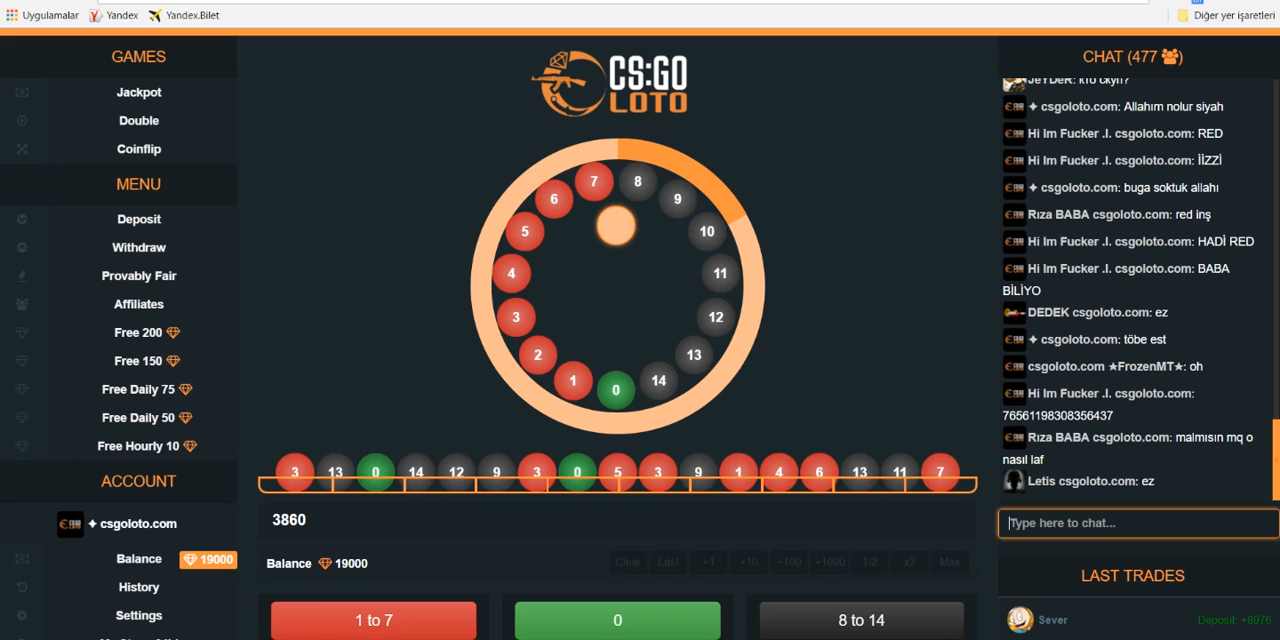 Uygulamalar
Yandex
Yandex.Bilet
Diğer yer işaretleri
GAMES
Jackpot
Double
Coinflip
MENU
Deposit
Withdraw
Provably Fair
Affiliates
Free 200
Free 150
Free Daily 75
Free Daily 50
Free Hourly 10
ACCOUNT
✦ csgoloto.com
Balance 19000
History
Settings
CS:GO
LOTO
7
8
6
9
5
10
4
11
3
12
2
13
1
14
0
3 13 0 14 12 9 3 0 5 3 9 1 4 6 13 11 7
3860
Balance 19000
Clear Last +1 +10 +100 +1000 1/2 x2 Max
1 to 7
0
8 to 14
CHAT (477)
✦ csgoloto.com: Allahım nolur siyah
Hi Im Fucker .I. csgoloto.com: RED
Hi Im Fucker .I. csgoloto.com: İİZZİ
✦ csgoloto.com: buga soktuk allahı
Rıza BABA csgoloto.com: red inş
Hi Im Fucker .I. csgoloto.com: HADİ RED
Hi Im Fucker .I. csgoloto.com: BABA
BİLİYO
DEDEK csgoloto.com: ez
✦ csgoloto.com: töbe est
csgoloto.com ★FrozenMT★: oh
Hi Im Fucker .I. csgoloto.com:
76561198308356437
Rıza BABA csgoloto.com: malmısın mq o
nasıl laf
Letis csgoloto.com: ez
Type here to chat...
LAST TRADES
Sever
Deposit: +8976